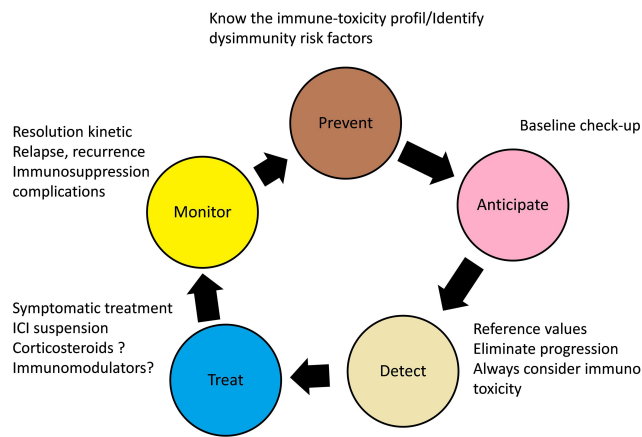 Know the immune-toxicity profil/Identify
dysimmunity risk factors
Prevent
Baseline check-up
Anticipate
Reference values
Eliminate progression
Always consider immuno
toxicity
Detect
Symptomatic treatment
ICI suspension
Corticosteroids ?
Immunomodulators?
Treat
Resolution kinetic
Relapse, recurrence
Immunosuppression
complications
Monitor